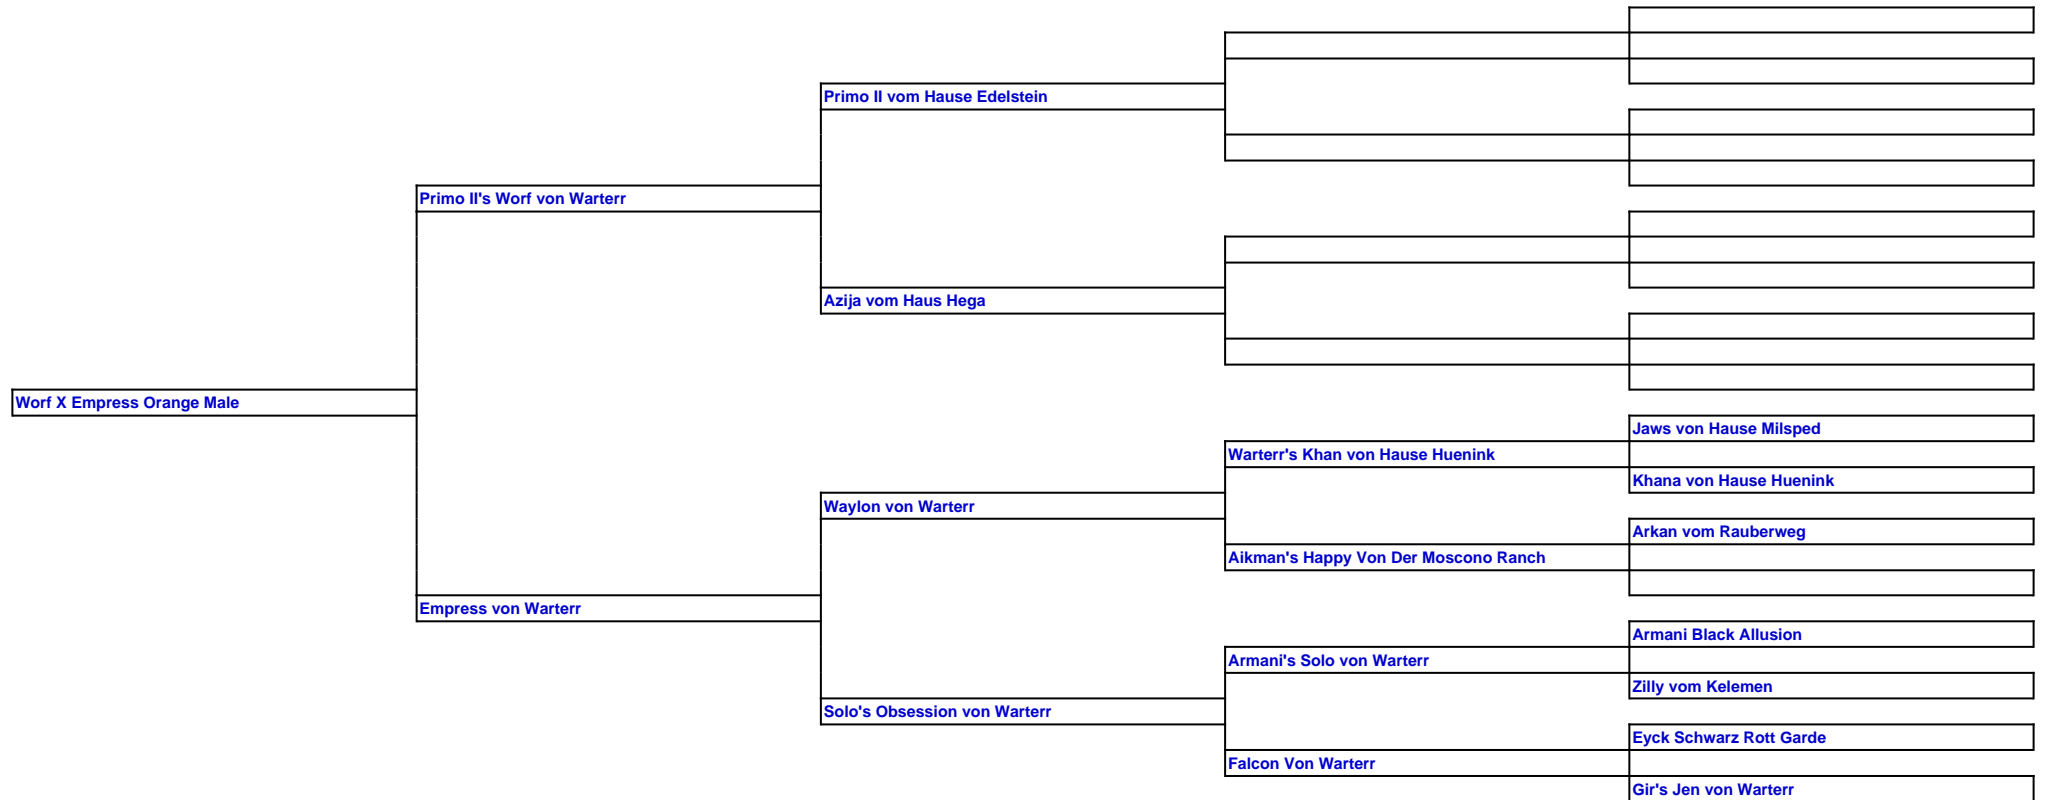 Primo II vom Hause Edelstein
Primo II's Worf von Warterr
Azija vom Haus Hega
Worf X Empress Orange Male
Jaws von Hause Milsped
Warterr's Khan von Hause Huenink
Khana von Hause Huenink
Waylon von Warterr
Arkan vom Rauberweg
Aikman's Happy Von Der Moscono Ranch
Empress von Warterr
Armani Black Allusion
Armani's Solo von Warterr
Zilly vom Kelemen
Solo's Obsession von Warterr
Eyck Schwarz Rott Garde
Falcon Von Warterr
Gir's Jen von Warterr